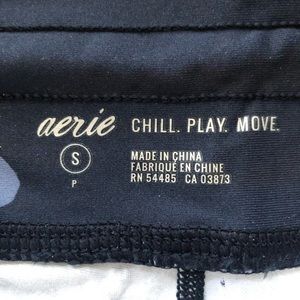 aerie CHILL. PLAY. MOVE.
S
P
MADE IN CHINA
FABRIQUÉ EN CHINE
RN 54485 CA 03873